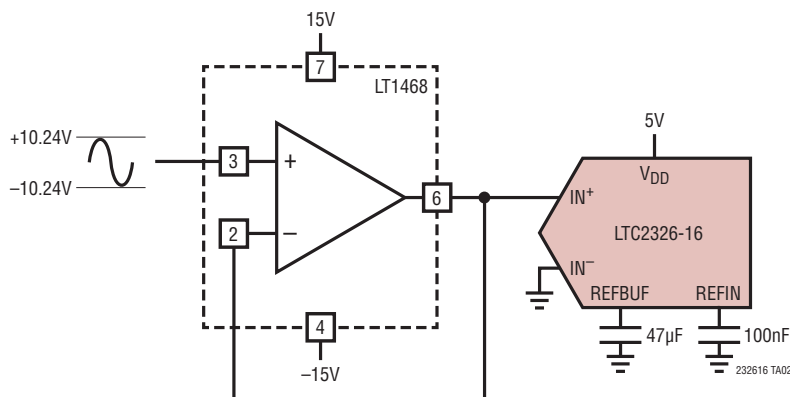 15V
7
LT1468
+10.24V
–10.24V
3
+
2
–
6
4
–15V
5V
VDD
IN+
LTC2326-16
IN–
REFBUF
REFIN
47µF
100nF
232616 TA02